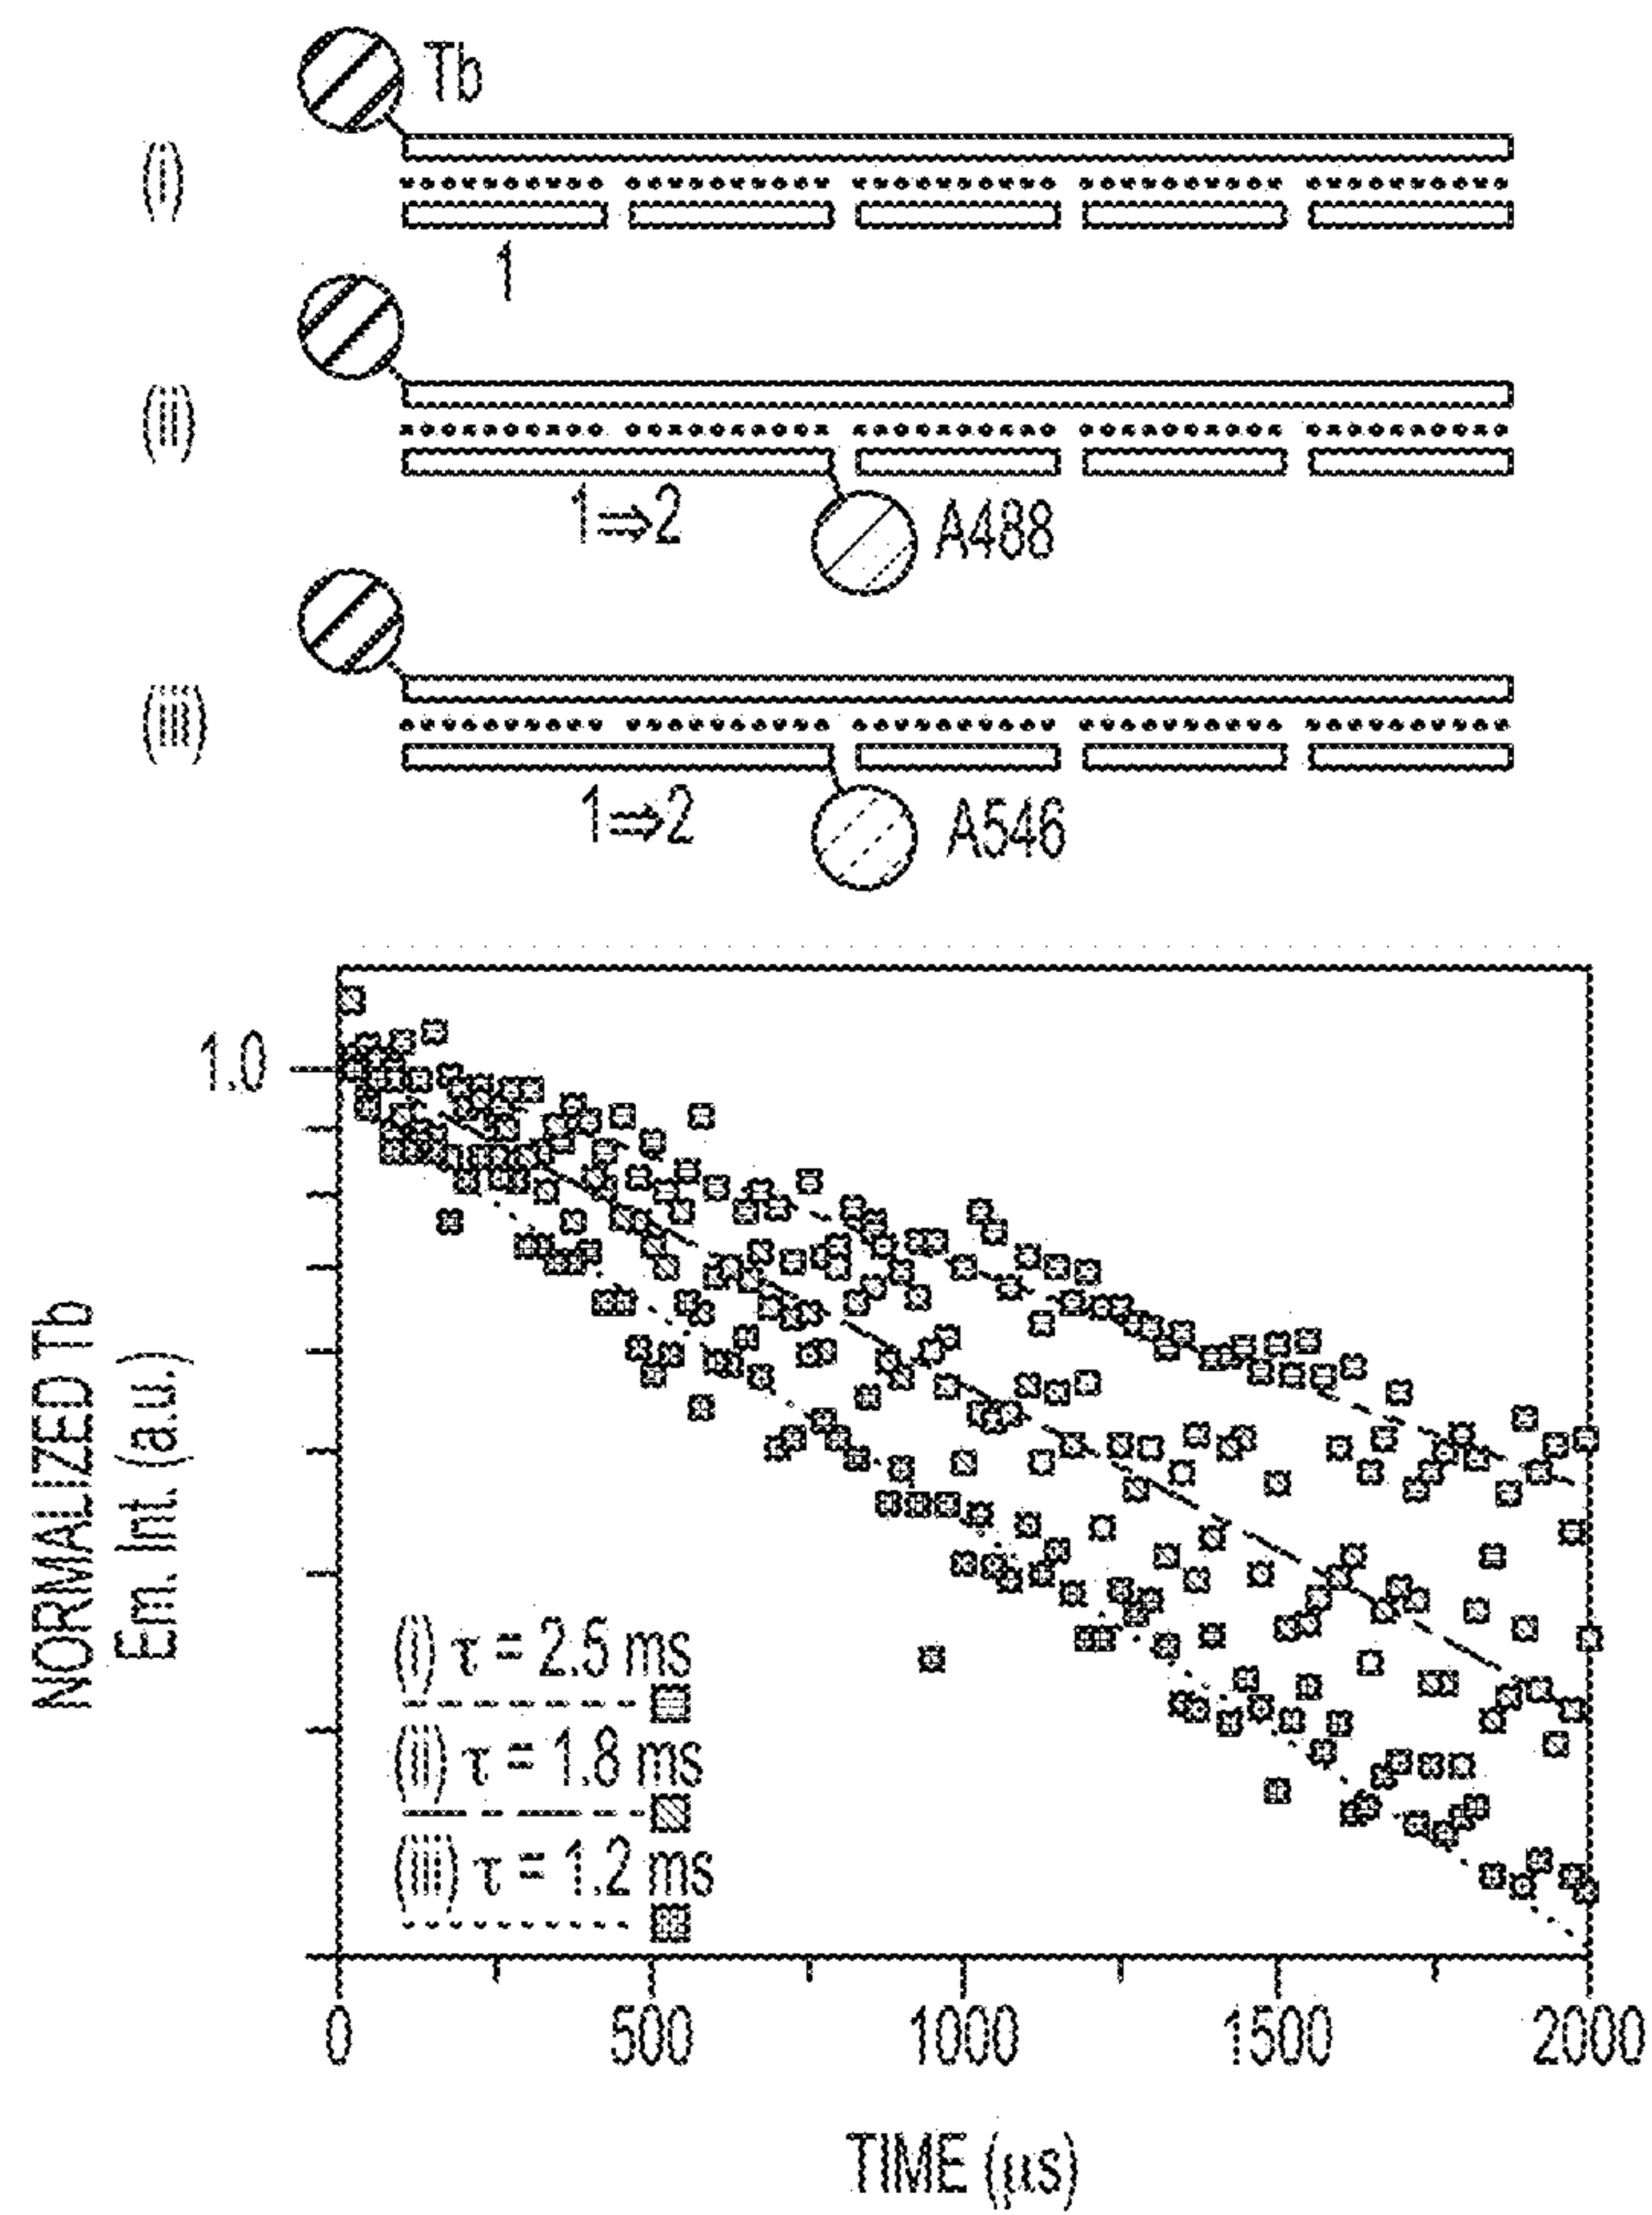 Tb
(i)
1
(ii)
1⇒2
A488
(iii)
1⇒2
A546
1.0
NORMALIZED Tb
Em. Int. (a.u.)
(i) τ = 2.5 ms
(ii) τ = 1.8 ms
(iii) τ = 1.2 ms
0 500 1000 1500 2000
TIME (μs)